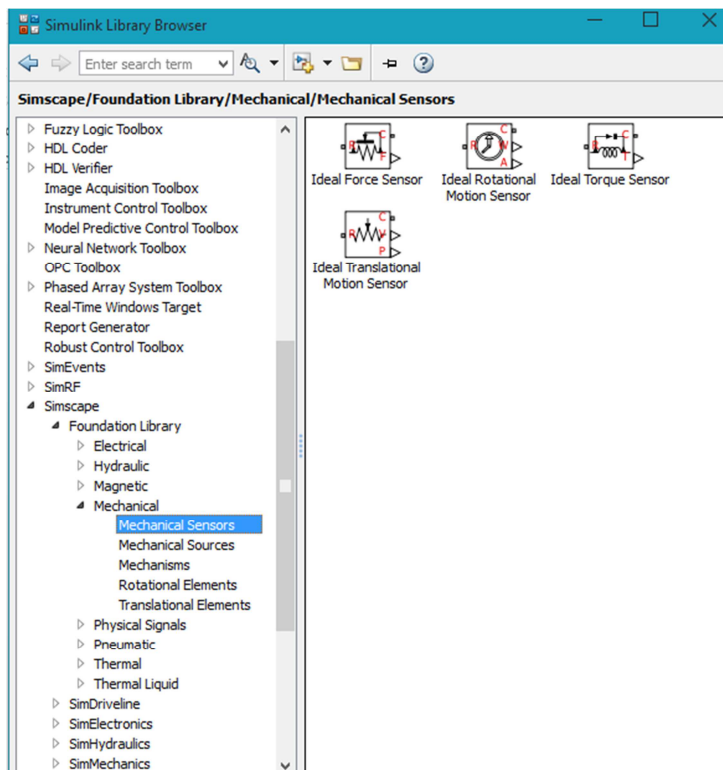 Simulink Library Browser
Enter search term
Simscape/Foundation Library/Mechanical/Mechanical Sensors
Fuzzy Logic Toolbox
HDL Coder
HDL Verifier
Image Acquisition Toolbox
Instrument Control Toolbox
Model Predictive Control Toolbox
Neural Network Toolbox
OPC Toolbox
Phased Array System Toolbox
Real-Time Windows Target
Report Generator
Robust Control Toolbox
SimEvents
SimRF
Simscape
Foundation Library
Electrical
Hydraulic
Magnetic
Mechanical
Mechanical Sensors
Mechanical Sources
Mechanisms
Rotational Elements
Translational Elements
Physical Signals
Pneumatic
Thermal
Thermal Liquid
SimDriveline
SimElectronics
SimHydraulics
SimMechanics
R C F
Ideal Force Sensor
R C W A
Ideal Rotational
Motion Sensor
R C T
Ideal Torque Sensor
R C V P
Ideal Translational
Motion Sensor